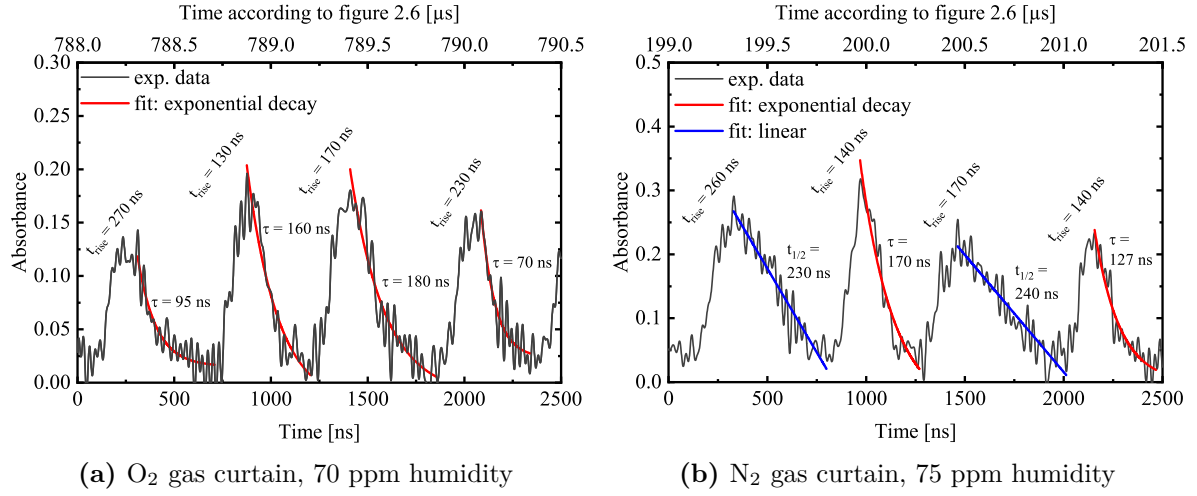 Time according to figure 2.6 [µs]
788.0 788.5 789.0 789.5 790.0 790.5
0.30
0.25
0.20
0.15
0.10
0.05
0.00
Absorbance
exp. data
fit: exponential decay
t_rise = 270 ns
t_rise = 130 ns
t_rise = 170 ns
t_rise = 230 ns
τ = 95 ns
τ = 160 ns
τ = 180 ns
τ = 70 ns
0 500 1000 1500 2000 2500
Time [ns]
(a) O₂ gas curtain, 70 ppm humidity
Time according to figure 2.6 [µs]
199.0 199.5 200.0 200.5 201.0 201.5
0.5
0.4
0.3
0.2
0.1
0.0
Absorbance
exp. data
fit: exponential decay
fit: linear
t_rise = 260 ns
t_rise = 140 ns
t_rise = 170 ns
t_rise = 140 ns
t_1/2 =
230 ns
τ =
170 ns
t_1/2 =
240 ns
τ =
127 ns
0 500 1000 1500 2000 2500
Time [ns]
(b) N₂ gas curtain, 75 ppm humidity